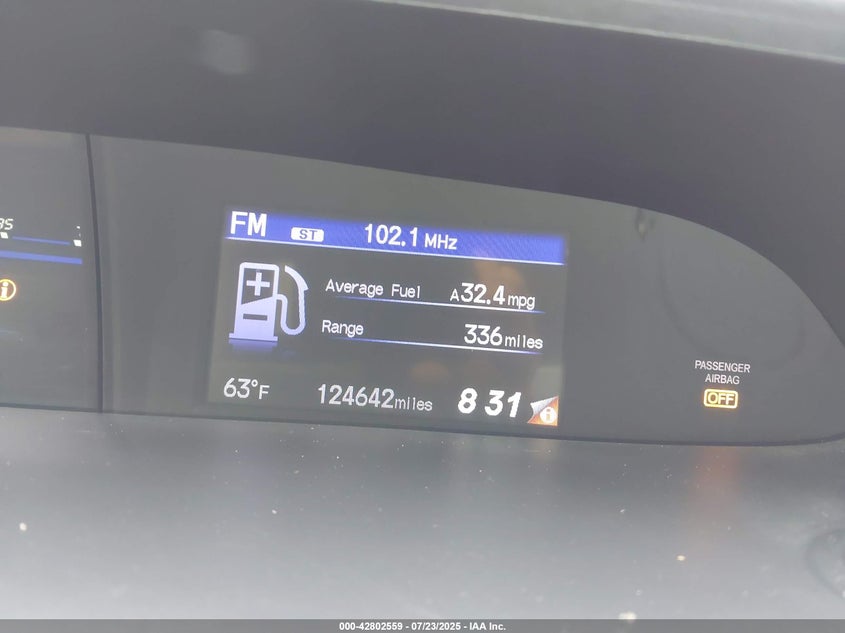 FM ST 102.1 MHz
Average Fuel A32.4mpg
Range 336miles
63°F 124642miles 8 31
PASSENGER
AIRBAG
OFF
000-42802559 - 07/23/2025 - IAA Inc.